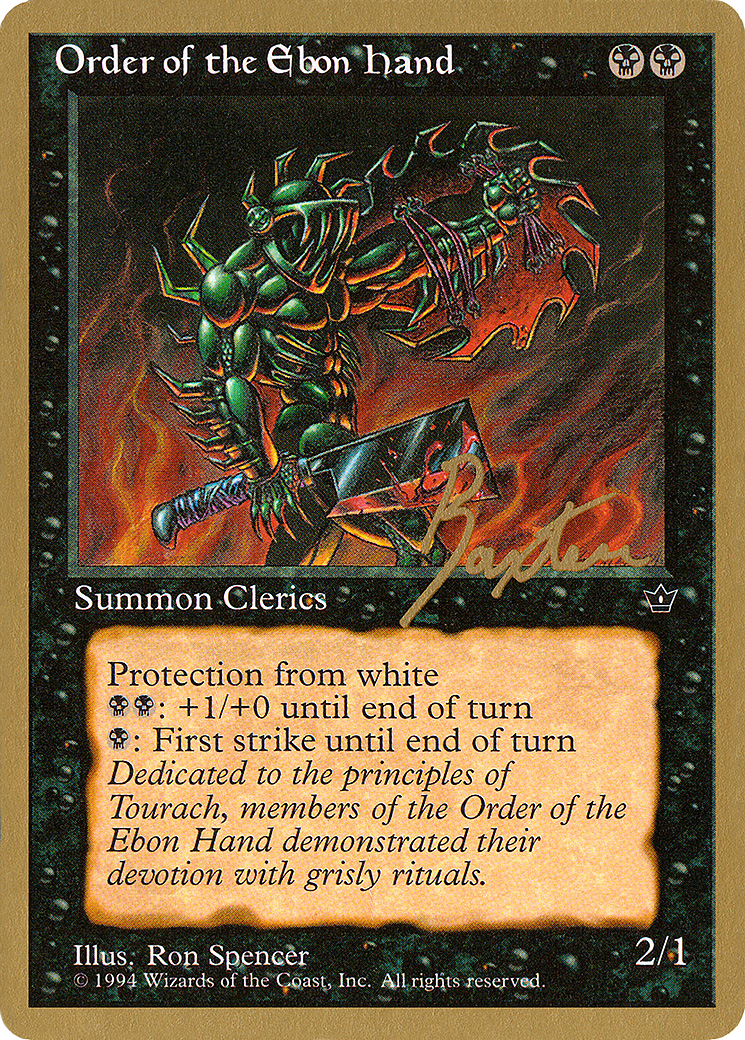 Order of the Ebon Hand
Baxter
Summon Clerics
Protection from white
: +1/+0 until end of turn
: First strike until end of turn
Dedicated to the principles of
Tourach, members of the Order of the
Ebon Hand demonstrated their
devotion with grisly rituals.
Illus. Ron Spencer
2/1
© 1994 Wizards of the Coast, Inc. All rights reserved.